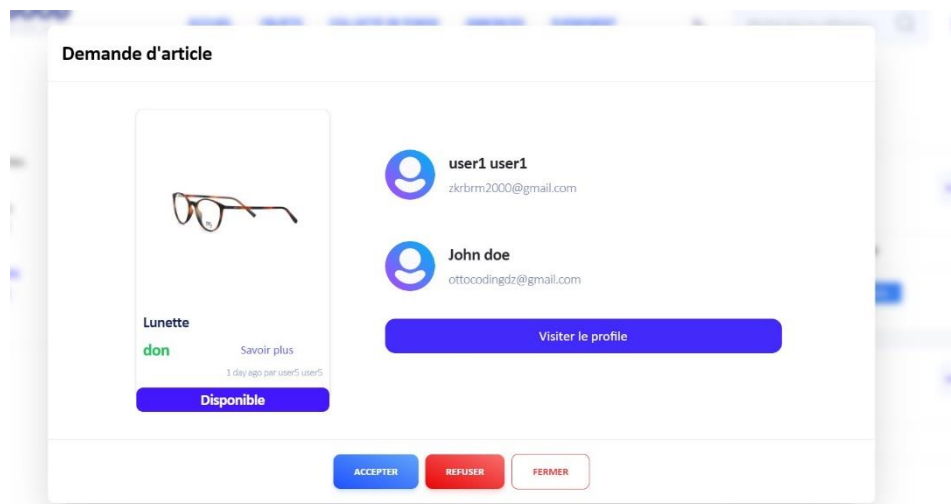 Demande d'article
user1 user1
zkrbrm2000@gmail.com
John doe
ottocodingdz@gmail.com
Visiter le profile
Lunette
don
Savoir plus
1 day ago par user5 user5
Disponible
ACCEPTER
REFUSER
FERMER